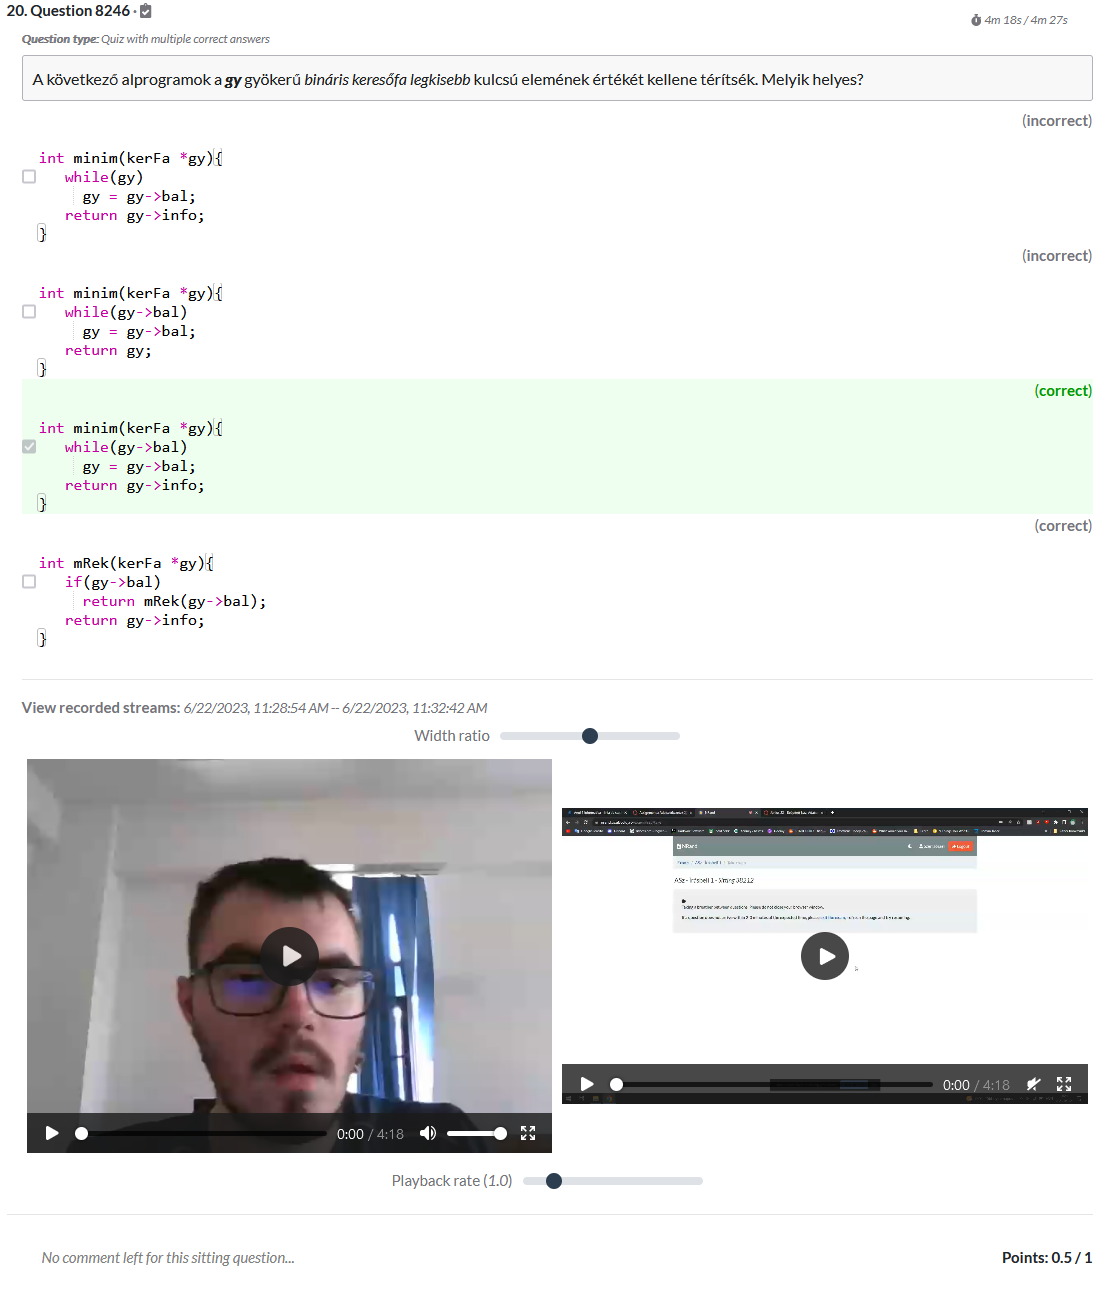 20. Question 8246 ·
4m 18s / 4m 27s
Question type: Quiz with multiple correct answers
A következő alprogramok a gy gyökerű bináris keresőfa legkisebb kulcsú elemének értékét kellene térítsék. Melyik helyes?
(incorrect)
int minim(kerFa *gy){
while(gy)
gy = gy->bal;
return gy->info;
}
(incorrect)
int minim(kerFa *gy){
while(gy->bal)
gy = gy->bal;
return gy;
}
(correct)
int minim(kerFa *gy){
while(gy->bal)
gy = gy->bal;
return gy->info;
}
(correct)
int mRek(kerFa *gy){
if(gy->bal)
return mRek(gy->bal);
return gy->info;
}
View recorded streams: 6/22/2023, 11:28:54 AM -- 6/22/2023, 11:32:42 AM
Width ratio
Logout
0:00 / 4:18
0:00 / 4:18
Playback rate (1.0)
No comment left for this sitting question...
Points: 0.5 / 1